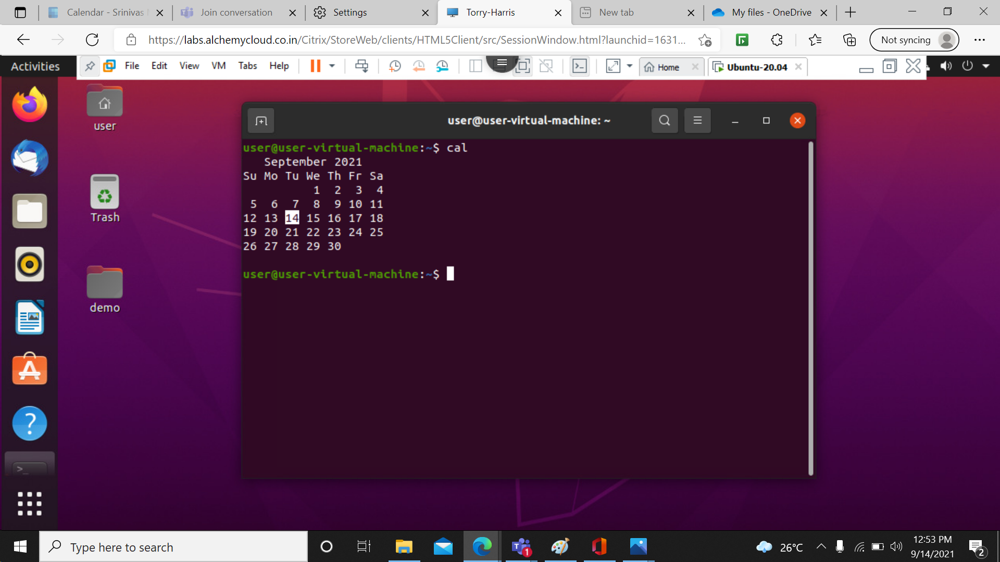 Calendar - Srinivas
Join conversation
Settings
Torry-Harris
New tab
My files - OneDrive
https://labs.alchemycloud.co.in/Citrix/StoreWeb/clients/HTML5Client/src/SessionWindow.html?launchid=1631...
Not syncing
Activities
File Edit View VM Tabs Help
Home
Ubuntu-20.04
user
Trash
demo
user@user-virtual-machine: ~
user@user-virtual-machine:~$ cal
September 2021
Su Mo Tu We Th Fr Sa
1 2 3 4
5 6 7 8 9 10 11
12 13 14 15 16 17 18
19 20 21 22 23 24 25
26 27 28 29 30
user@user-virtual-machine:~$
Type here to search
1
26°C
12:53 PM
9/14/2021
2